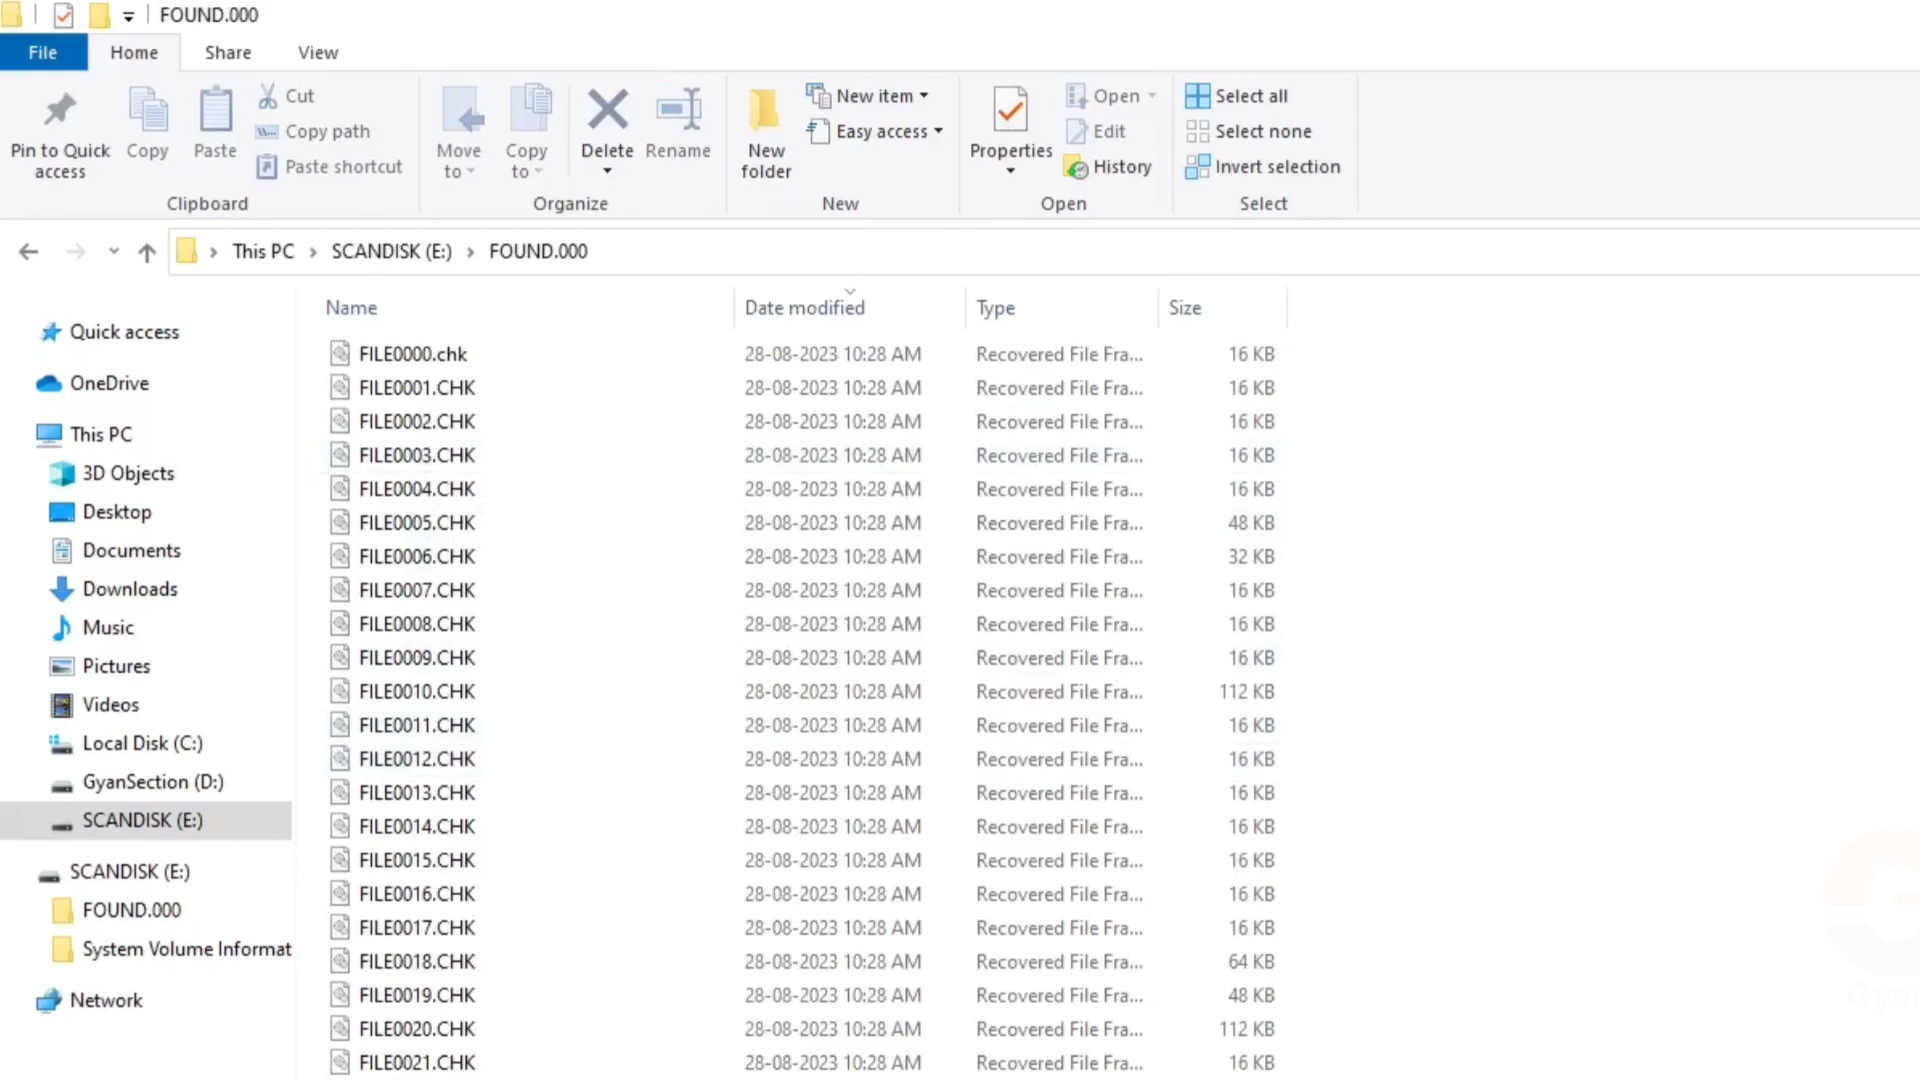 FOUND.000
File Home Share View
Pin to Quick access
Copy
Paste
Cut
Copy path
Paste shortcut
Clipboard
Move to
Copy to
Delete
Rename
Organize
New folder
New item
Easy access
New
Properties
Open
Edit
History
Open
Select all
Select none
Invert selection
Select
This PC > SCANDISK (E:) > FOUND.000
Quick access
OneDrive
This PC
3D Objects
Desktop
Documents
Downloads
Music
Pictures
Videos
Local Disk (C:)
GyanSection (D:)
SCANDISK (E:)
SCANDISK (E:)
FOUND.000
System Volume Informat
Network
Name Date modified Type Size
FILE0000.chk 28-08-2023 10:28 AM Recovered File Fra... 16 KB
FILE0001.CHK 28-08-2023 10:28 AM Recovered File Fra... 16 KB
FILE0002.CHK 28-08-2023 10:28 AM Recovered File Fra... 16 KB
FILE0003.CHK 28-08-2023 10:28 AM Recovered File Fra... 16 KB
FILE0004.CHK 28-08-2023 10:28 AM Recovered File Fra... 16 KB
FILE0005.CHK 28-08-2023 10:28 AM Recovered File Fra... 48 KB
FILE0006.CHK 28-08-2023 10:28 AM Recovered File Fra... 32 KB
FILE0007.CHK 28-08-2023 10:28 AM Recovered File Fra... 16 KB
FILE0008.CHK 28-08-2023 10:28 AM Recovered File Fra... 16 KB
FILE0009.CHK 28-08-2023 10:28 AM Recovered File Fra... 16 KB
FILE0010.CHK 28-08-2023 10:28 AM Recovered File Fra... 112 KB
FILE0011.CHK 28-08-2023 10:28 AM Recovered File Fra... 16 KB
FILE0012.CHK 28-08-2023 10:28 AM Recovered File Fra... 16 KB
FILE0013.CHK 28-08-2023 10:28 AM Recovered File Fra... 16 KB
FILE0014.CHK 28-08-2023 10:28 AM Recovered File Fra... 16 KB
FILE0015.CHK 28-08-2023 10:28 AM Recovered File Fra... 16 KB
FILE0016.CHK 28-08-2023 10:28 AM Recovered File Fra... 16 KB
FILE0017.CHK 28-08-2023 10:28 AM Recovered File Fra... 16 KB
FILE0018.CHK 28-08-2023 10:28 AM Recovered File Fra... 64 KB
FILE0019.CHK 28-08-2023 10:28 AM Recovered File Fra... 48 KB
FILE0020.CHK 28-08-2023 10:28 AM Recovered File Fra... 112 KB
FILE0021.CHK 28-08-2023 10:28 AM Recovered File Fra... 16 KB